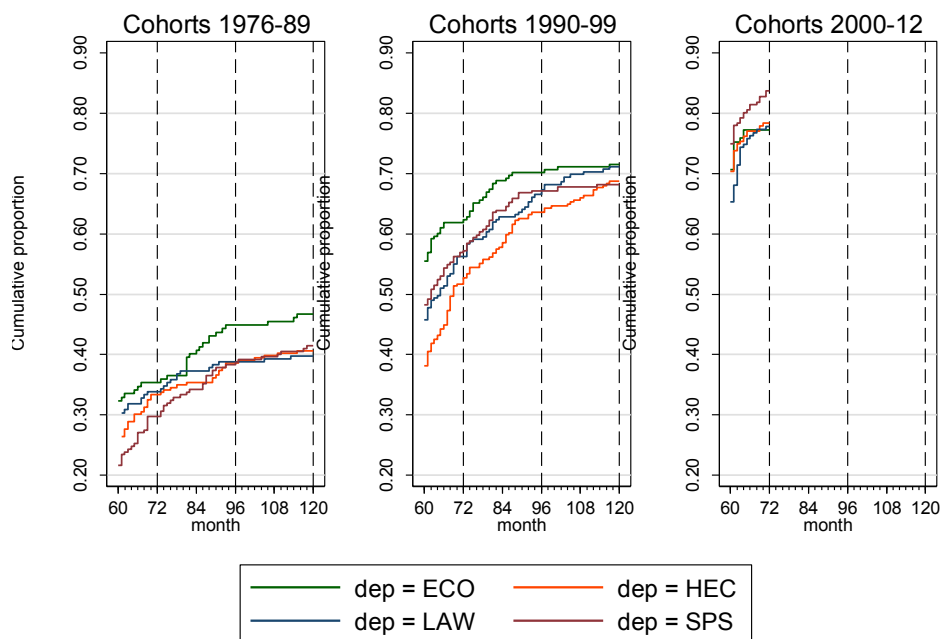 Cohorts 1976-89
Cumulative proportion
0.90
0.80
0.70
0.60
0.50
0.40
0.30
0.20
60 72 84 96 108 120
month
Cohorts 1990-99
Cumulative proportion
0.90
0.80
0.70
0.60
0.50
0.40
0.30
0.20
60 72 84 96 108 120
month
Cohorts 2000-12
Cumulative proportion
0.90
0.80
0.70
0.60
0.50
0.40
0.30
0.20
60 72 84 96 108 120
month
dep = ECO dep = HEC
dep = LAW dep = SPS